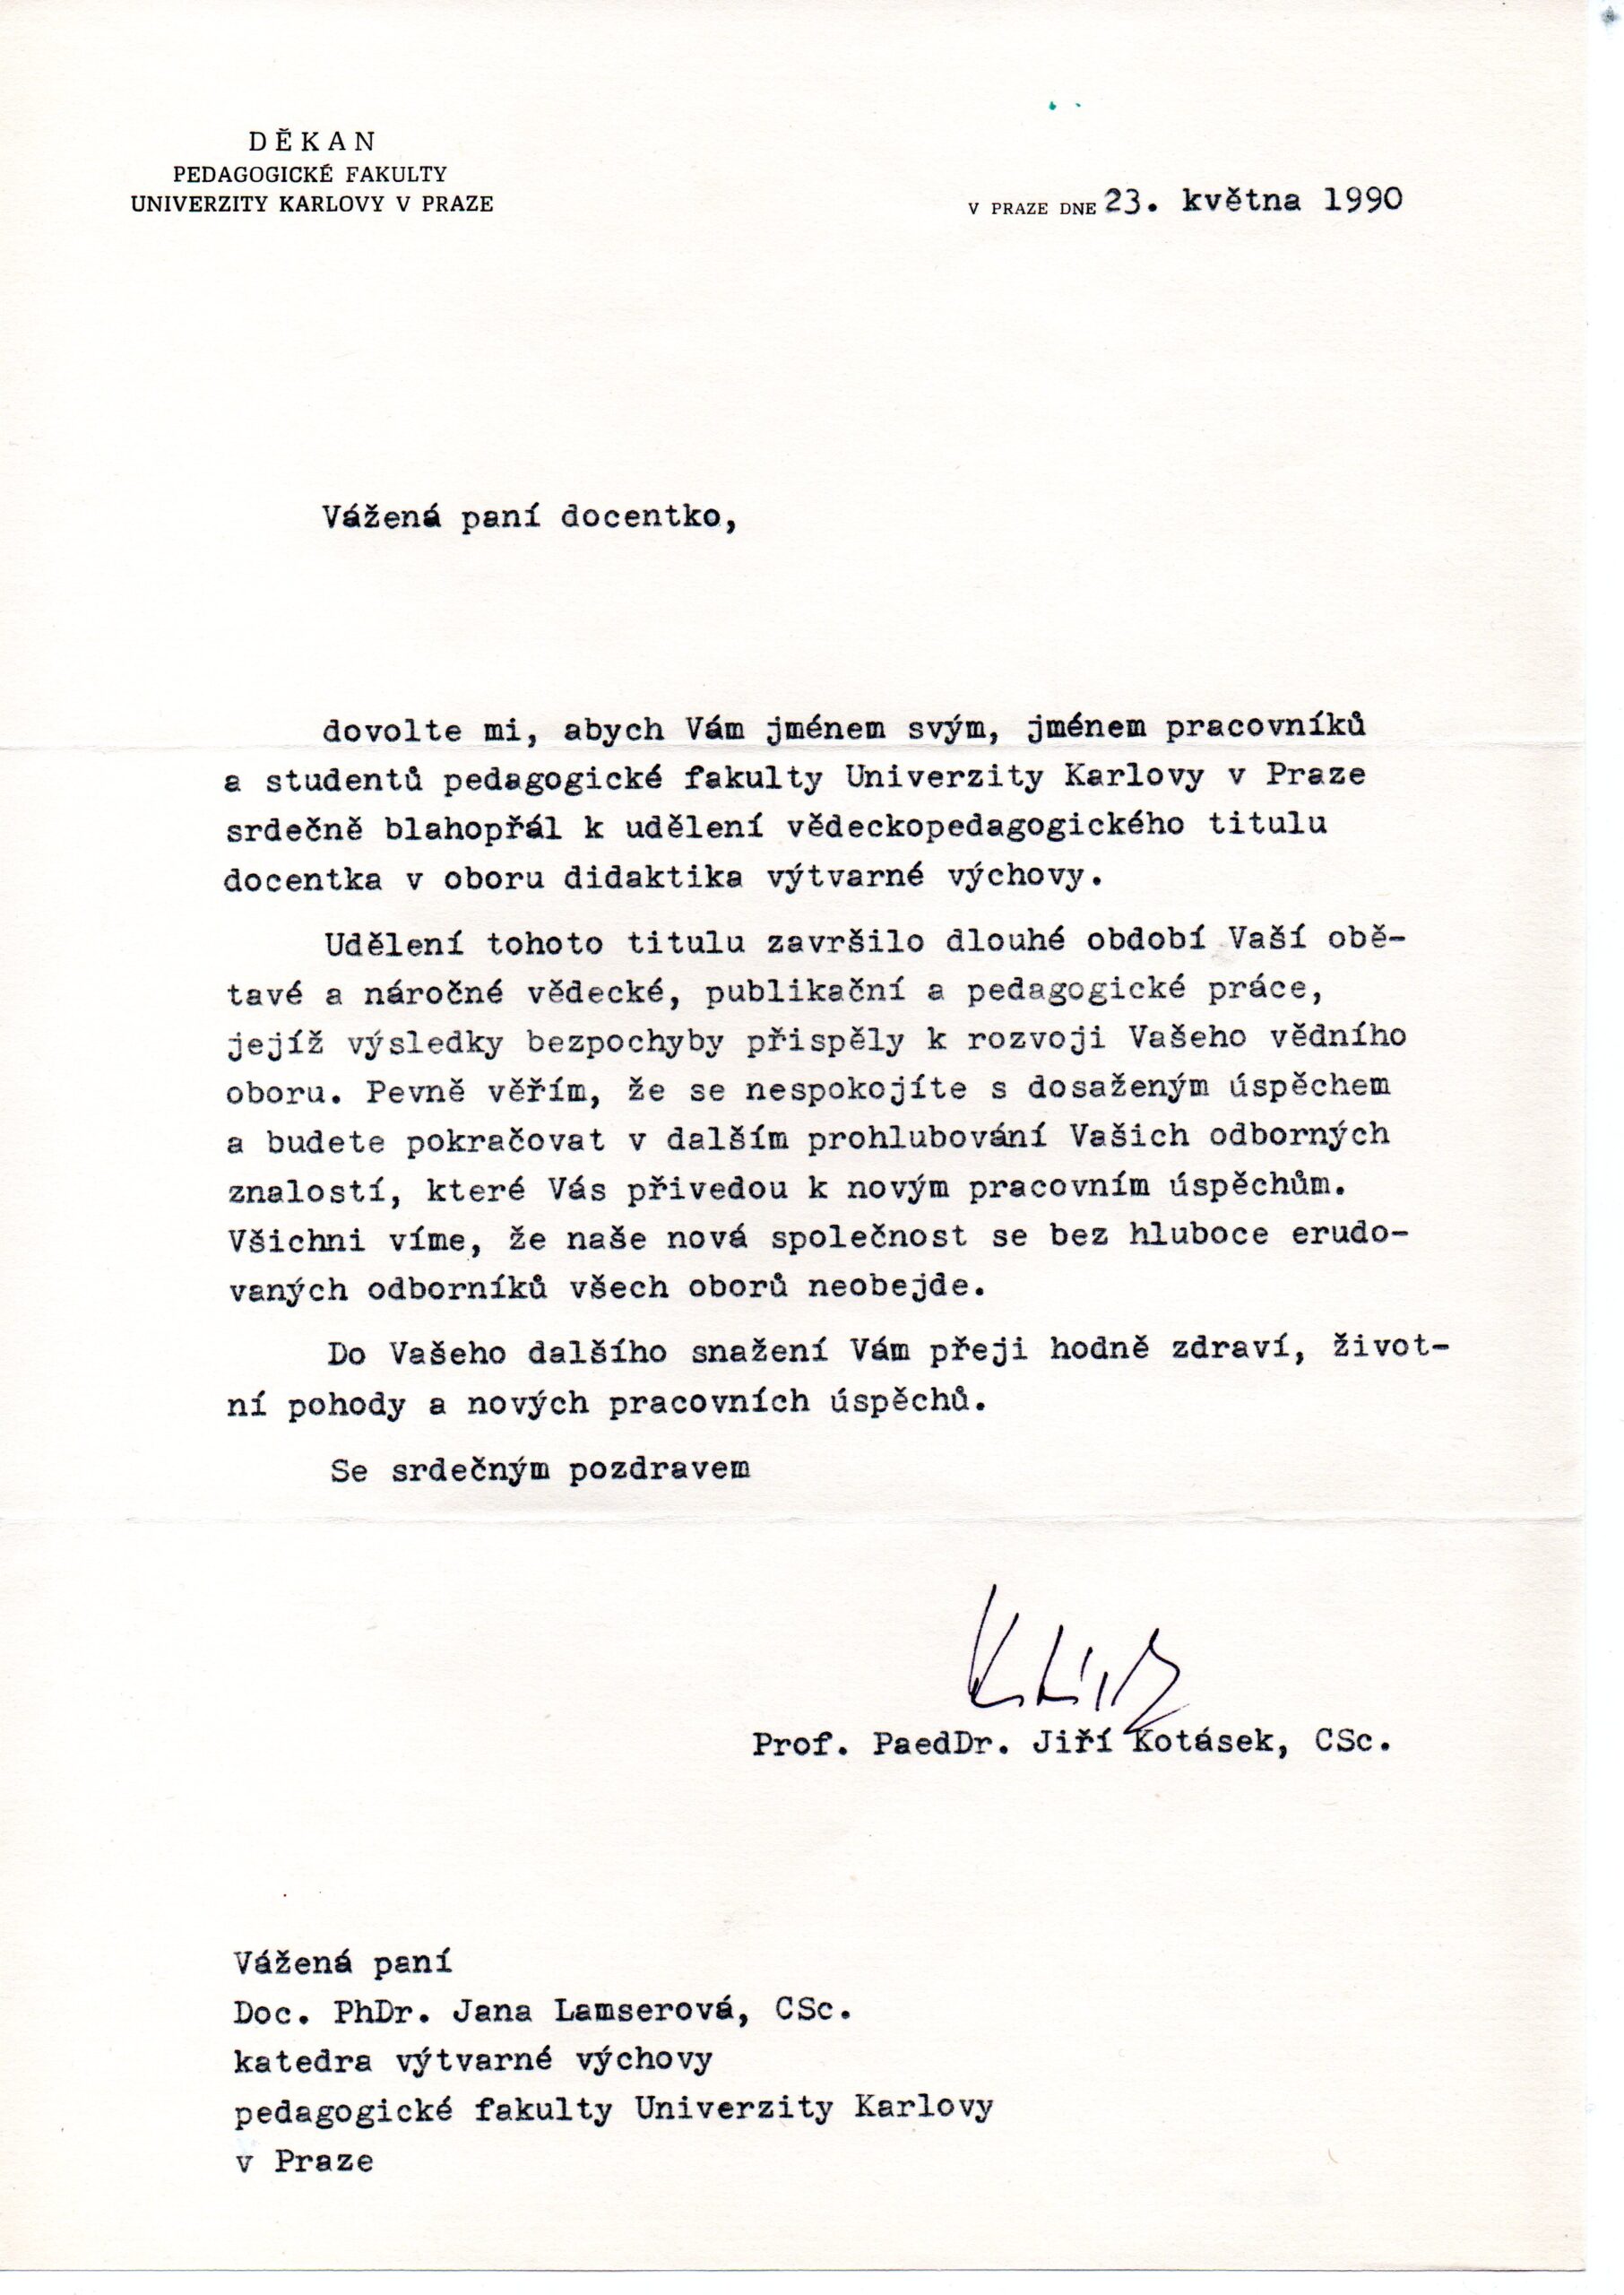 DĚKAN
PEDAGOGICKÉ FAKULTY
UNIVERZITY KARLOVY V PRAZE
V PRAZE DNE 23. května 1990
Vážená paní docentko,
dovolte mi, abych Vám jménem svým, jménem pracovníků
a studentů pedagogické fakulty Univerzity Karlovy v Praze
srdečně blahopřál k udělení vědeckopedagogického titulu
docentka v oboru didaktika výtvarné výchovy.
Udělení tohoto titulu završilo dlouhé období Vaší obě-
tavé a náročné vědecké, publikační a pedagogické práce,
jejíž výsledky bezpochyby přispěly k rozvoji Vašeho vědního
oboru. Pevně věřím, že se nespokojíte s dosaženým úspěchem
a budete pokračovat v dalším prohlubování Vašich odborných
znalostí, které Vás přivedou k novým pracovním úspěchům.
Všichni víme, že naše nová společnost se bez hluboce erudo-
vaných odborníků všech oborů neobejde.
Do Vašeho dalšího snažení Vám přeji hodně zdraví, život-
ní pohody a nových pracovních úspěchů.
Se srdečným pozdravem
Prof. PaedDr. Jiří Kotásek, CSc.
Vážená paní
Doc. PhDr. Jana Lamserová, CSc.
katedra výtvarné výchovy
pedagogické fakulty Univerzity Karlovy
v Praze